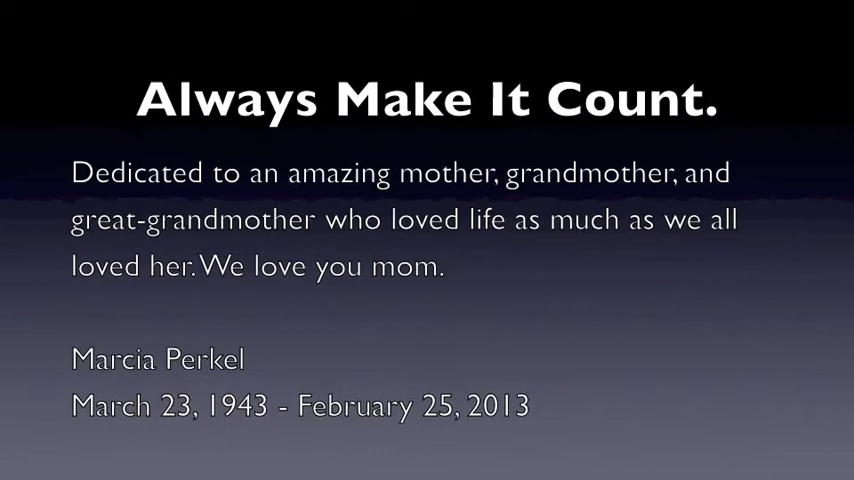 Always Make It Count.
Dedicated to an amazing mother, grandmother, and
great-grandmother who loved life as much as we all
loved her. We love you mom.
Marcia Perkel
March 23, 1943 - February 25, 2013